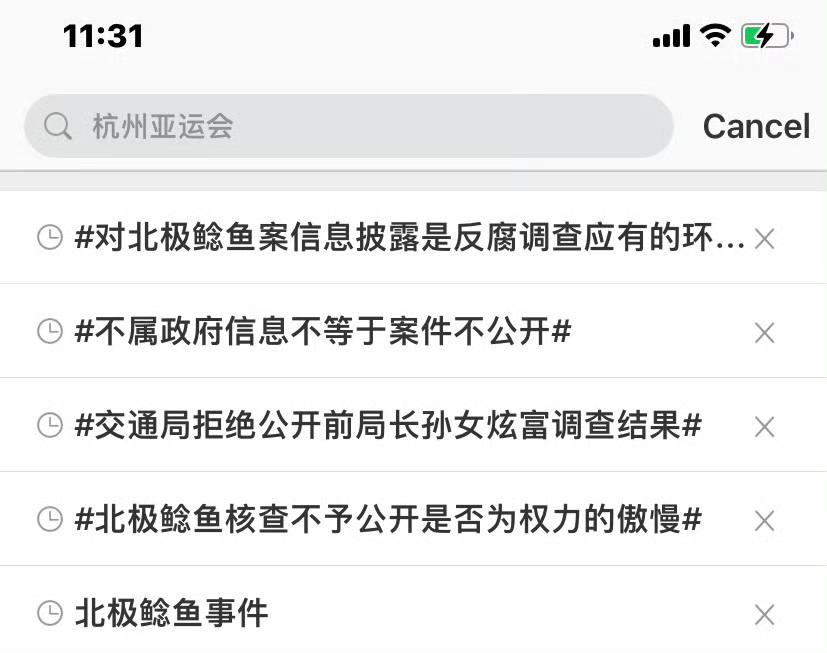 11:31
杭州亚运会 Cancel
#对北极鲶鱼案信息披露是反腐调查应有的环...
#不属政府信息不等于案件不公开#
#交通局拒绝公开前局长孙女炫富调查结果#
#北极鲶鱼核查不予公开是否为权力的傲慢#
北极鲶鱼事件